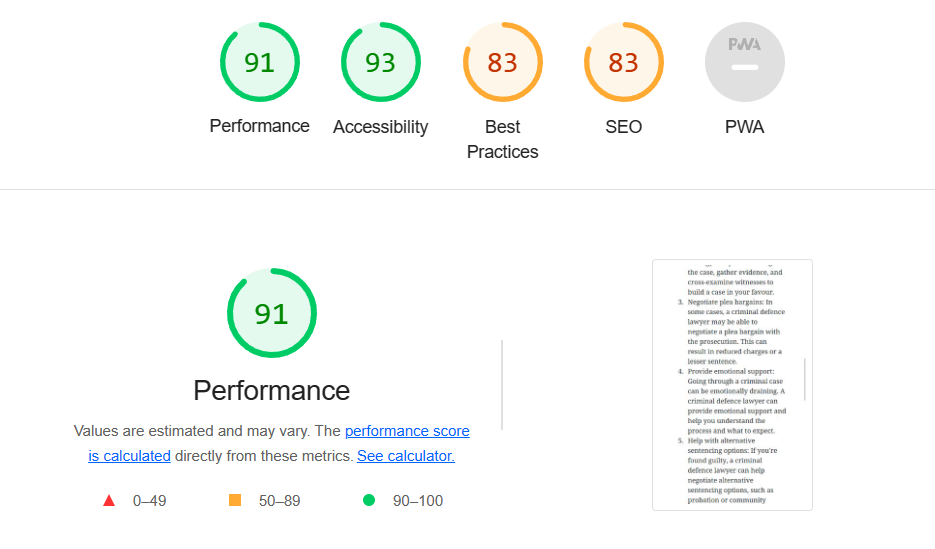 91
93
83
83
PWA
Performance
Accessibility
Best
Practices
SEO
PWA
91
Performance
Values are estimated and may vary. The performance score
is calculated directly from these metrics. See calculator.
0–49
50–89
90–100
the case, gather evidence, and
cross-examine witnesses to
build a case in your favour.
3. Negotiate plea bargains: In
some cases, a criminal defence
lawyer may be able to
negotiate a plea bargain with
the prosecution. This can
result in reduced charges or a
lesser sentence.
4. Provide emotional support:
Going through a criminal case
can be emotionally draining. A
criminal defence lawyer can
provide emotional support and
help you understand the
process and what to expect.
5. Help with alternative
sentencing options: If you're
found guilty, a criminal
defence lawyer can help
negotiate alternative
sentencing options, such as
probation or community